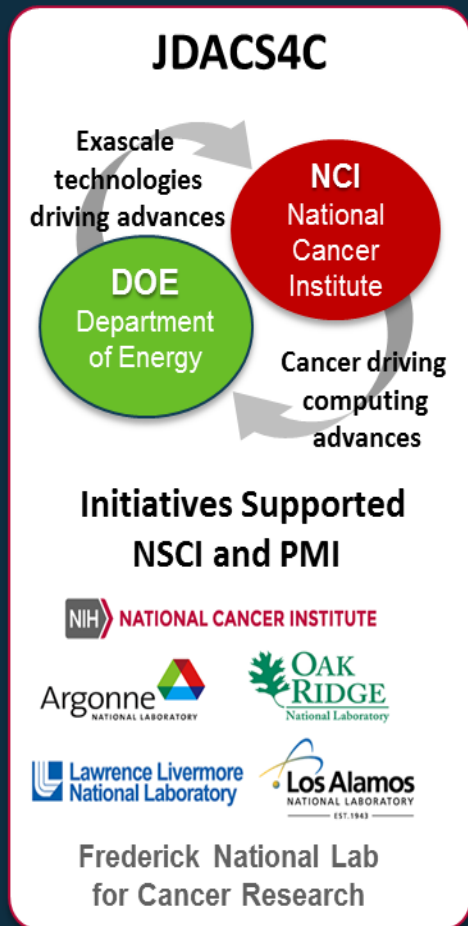 JDACS4C
Exascale
technologies
driving advances
NCI
National
Cancer
Institute
DOE
Department
of Energy
Cancer driving
computing
advances
Initiatives Supported
NSCI and PMI
NIH NATIONAL CANCER INSTITUTE
Argonne
NATIONAL LABORATORY
OAK
RIDGE
National Laboratory
Lawrence Livermore
National Laboratory
Los Alamos
NATIONAL LABORATORY
EST. 1943
Frederick National Lab
for Cancer Research